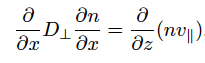 ∂/∂x D⊥ ∂n/∂x = ∂/∂z (nv∥)